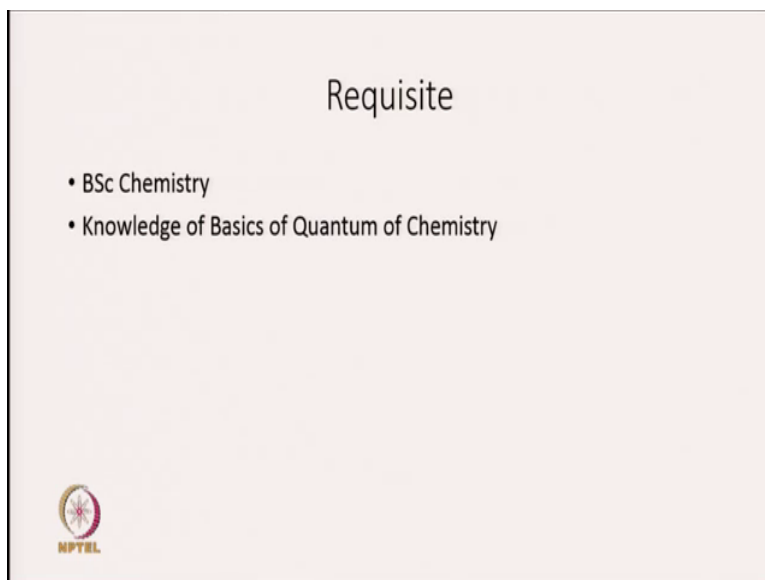 Requisite
• BSc Chemistry
• Knowledge of Basics of Quantum of Chemistry
NPTEL